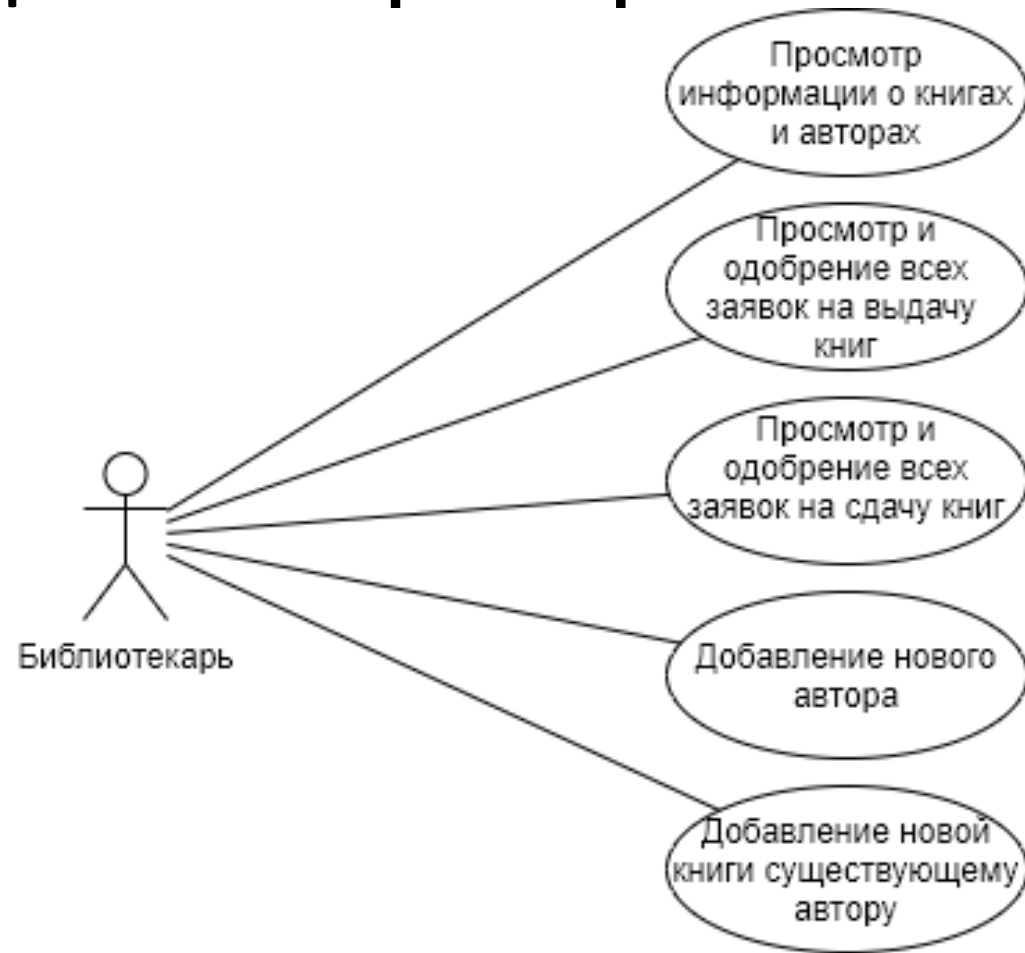 Просмотр
информации о книгах
и авторах
Просмотр и
одобрение всех
заявок на выдачу
книг
Просмотр и
одобрение всех
заявок на сдачу книг
Библиотекарь
Добавление нового
автора
Добавление новой
книги существующему
автору